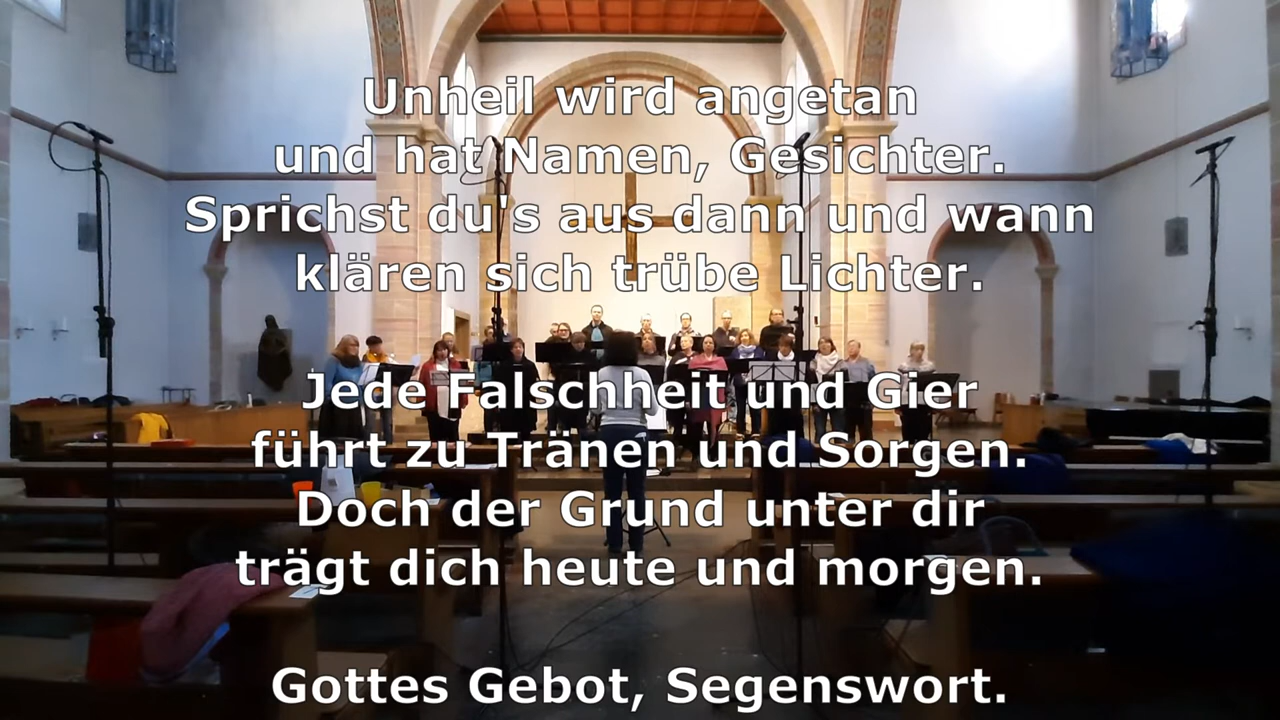 Unheil wird angetan
und hat Namen, Gesichter.
Sprichst du's aus dann und wann
klären sich trübe Lichter.
Jede Falschheit und Gier
führt zu Tränen und Sorgen.
Doch der Grund unter dir
trägt dich heute und morgen.
Gottes Gebot, Segenswort.